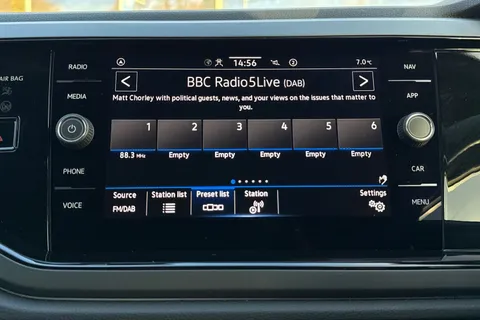 AIR BAG
RADIO
MEDIA
PHONE
VOICE
14:56
7.0°C
BBC Radio5Live (DAB)
Matt Chorley with political guests, news, and your views on the issues that matter to
you.
1 2 3 4 5 6
88.3 MHz Empty Empty Empty Empty Empty
Source Station list Preset list Station Settings
FM/DAB
NAV
APP
CAR
MENU